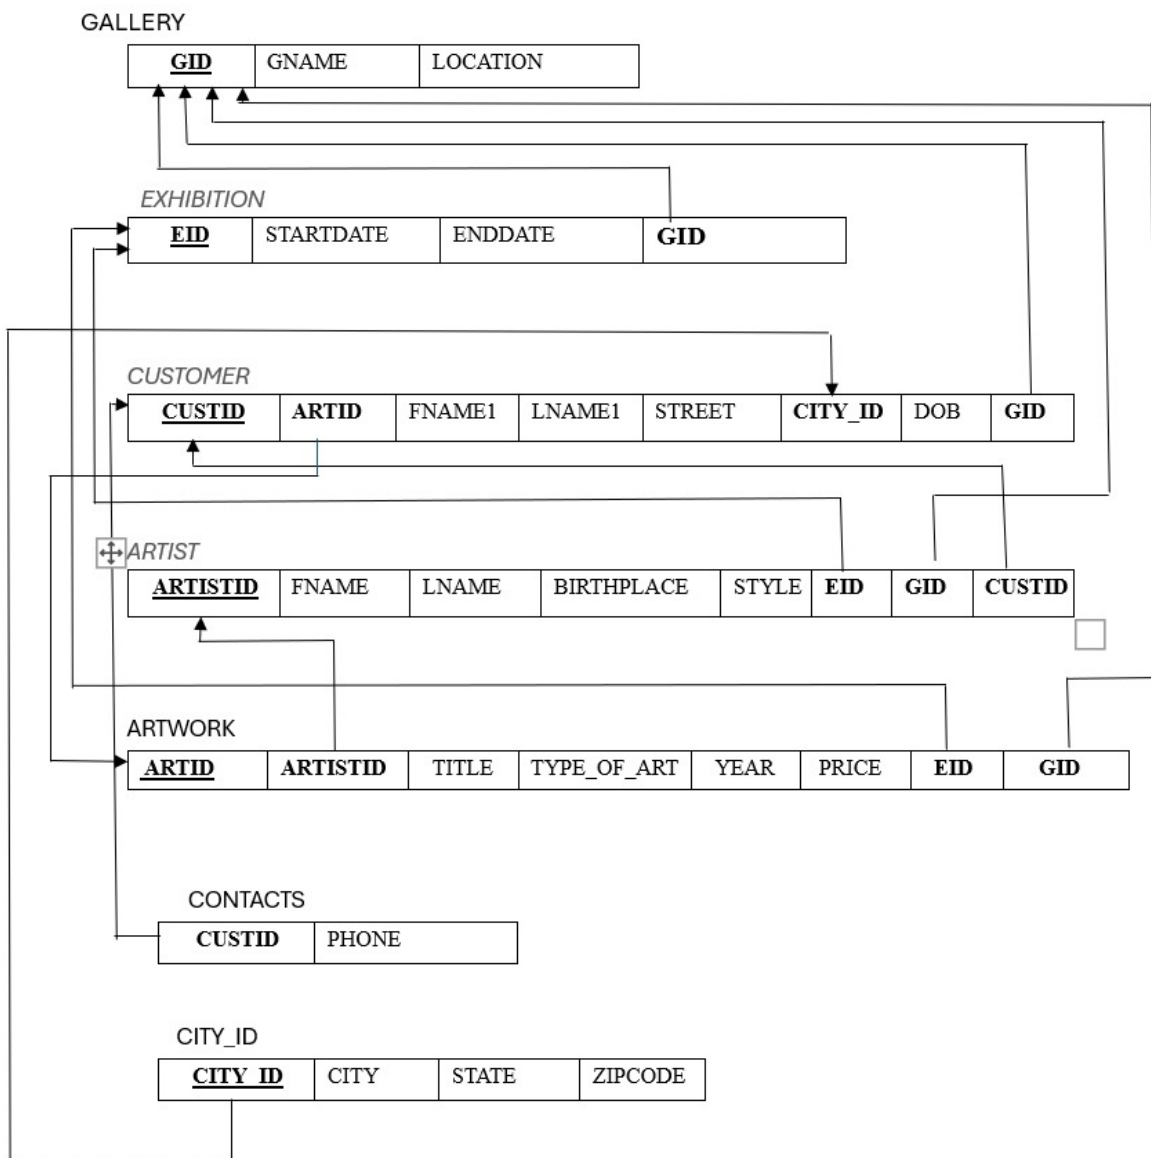 GALLERY
GID GNAME LOCATION
EXHIBITION
EID STARTDATE ENDDATE GID
CUSTOMER
CUSTID ARTID FNAME1 LNAME1 STREET CITY_ID DOB GID
ARTIST
ARTISTID FNAME LNAME BIRTHPLACE STYLE EID GID CUSTID
ARTWORK
ARTID ARTISTID TITLE TYPE_OF_ART YEAR PRICE EID GID
CONTACTS
CUSTID PHONE
CITY_ID
CITY_ID CITY STATE ZIPCODE